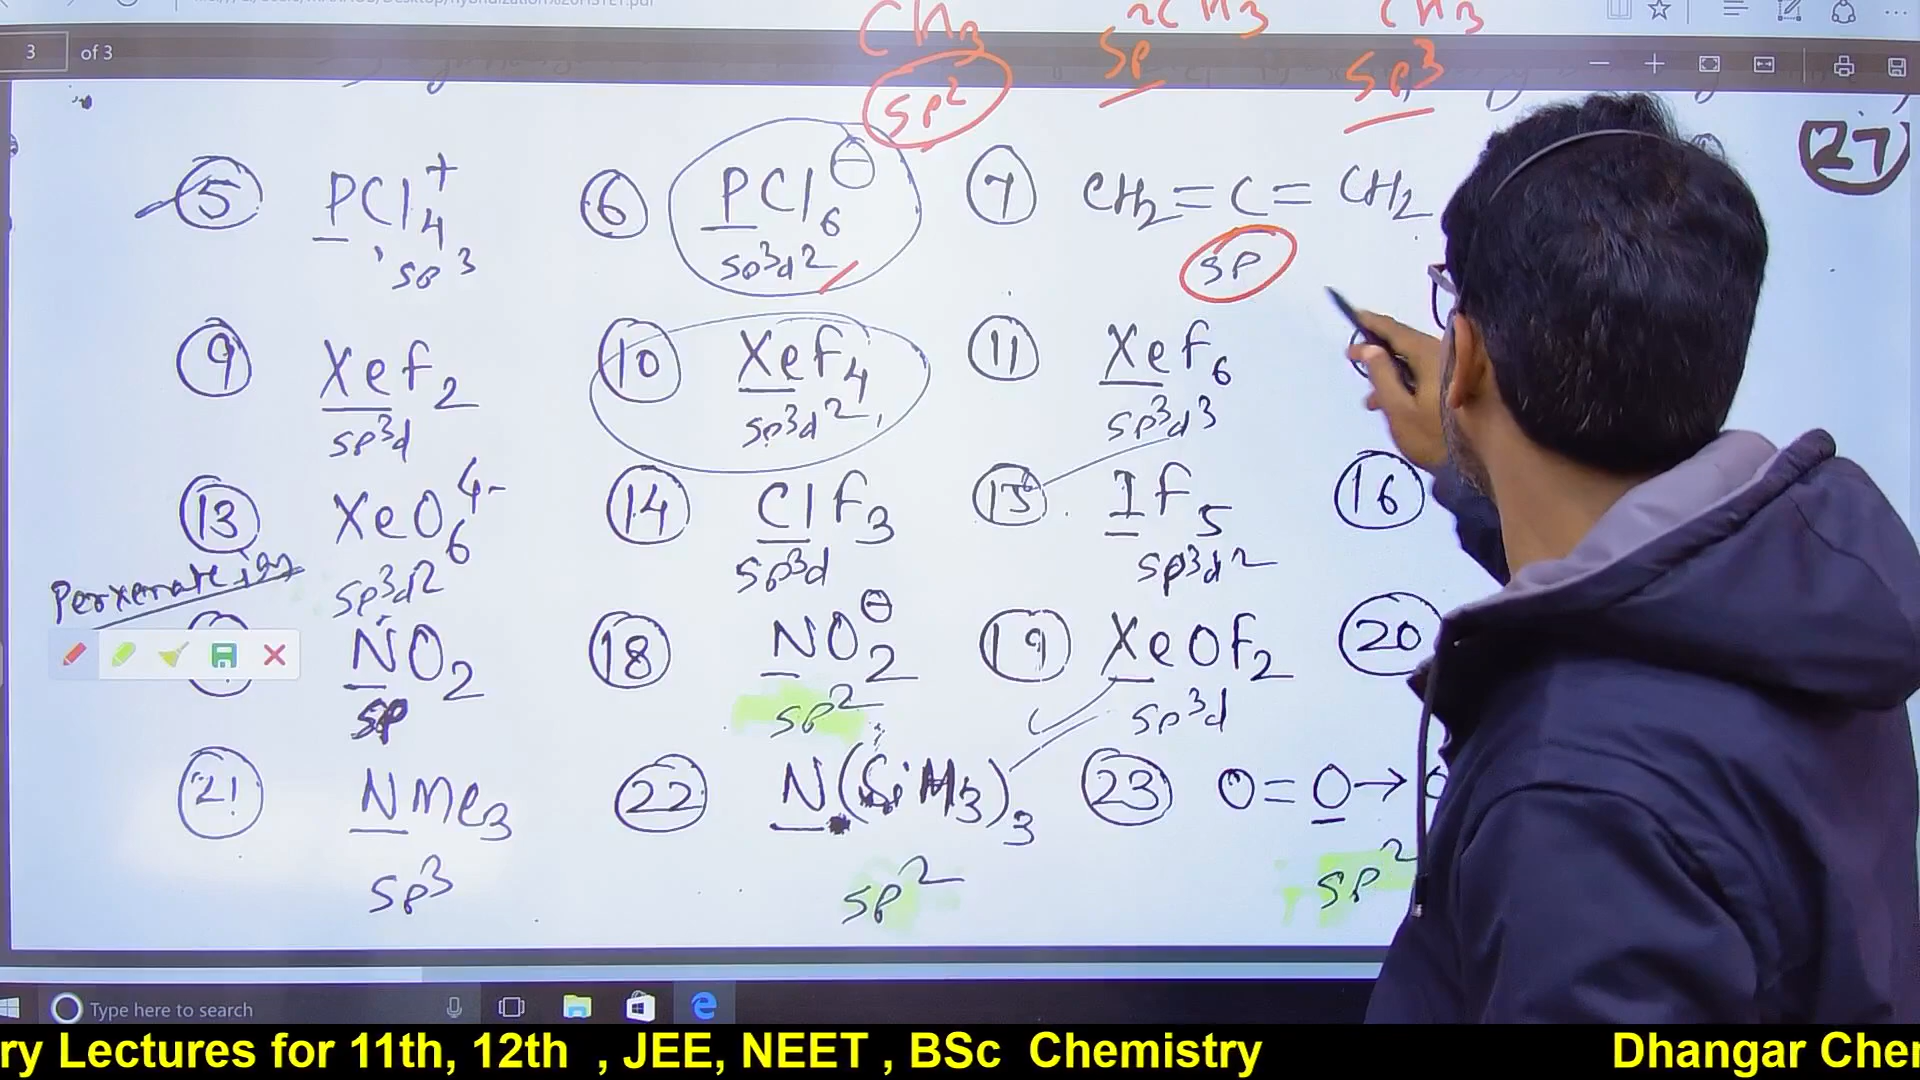 CH3 CH3 CH3
3 of 3
sp2 sp sp3
27
5 PCl4+ 6 PCl6⊖ 7 CH2=C=CH2
sp3 sp3d2 sp
9 XeF2 10 XeF4 11 XeF6
sp3d sp3d2 sp3d3
13 XeO6 4- 14 ClF3 15 IF5 16
Perxenate ion sp3d2 sp3d sp3d2
NO2 18 NO2⊖ 19 XeOF2 20
sp sp2 sp3d
21 NMe3 22 N(SiH3)3 23 O=O→
sp3 sp2 sp2
Type here to search
ry Lectures for 11th, 12th , JEE, NEET , BSc Chemistry Dhangar Chem